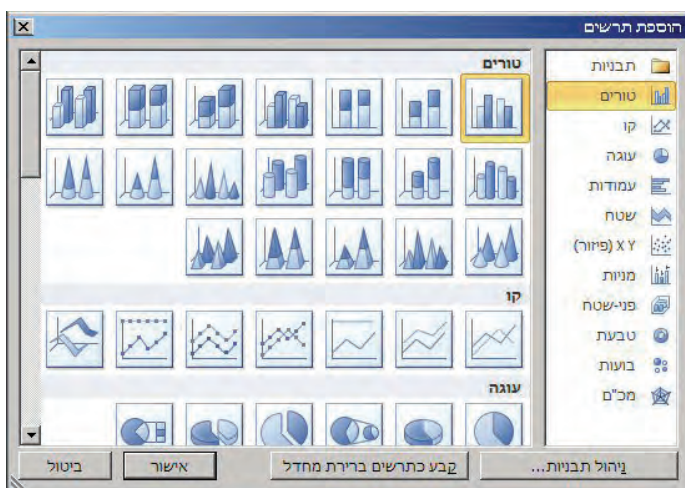 הוספת תרשים
תבניות
טורים
קו
עוגה
עמודות
שטח
X Y (פיזור)
מניות
פני-שטח
טבעת
בועות
מכ"ם
טורים
קו
עוגה
ניהול תבניות...
קבע כתרשים ברירת מחדל
אישור
ביטול